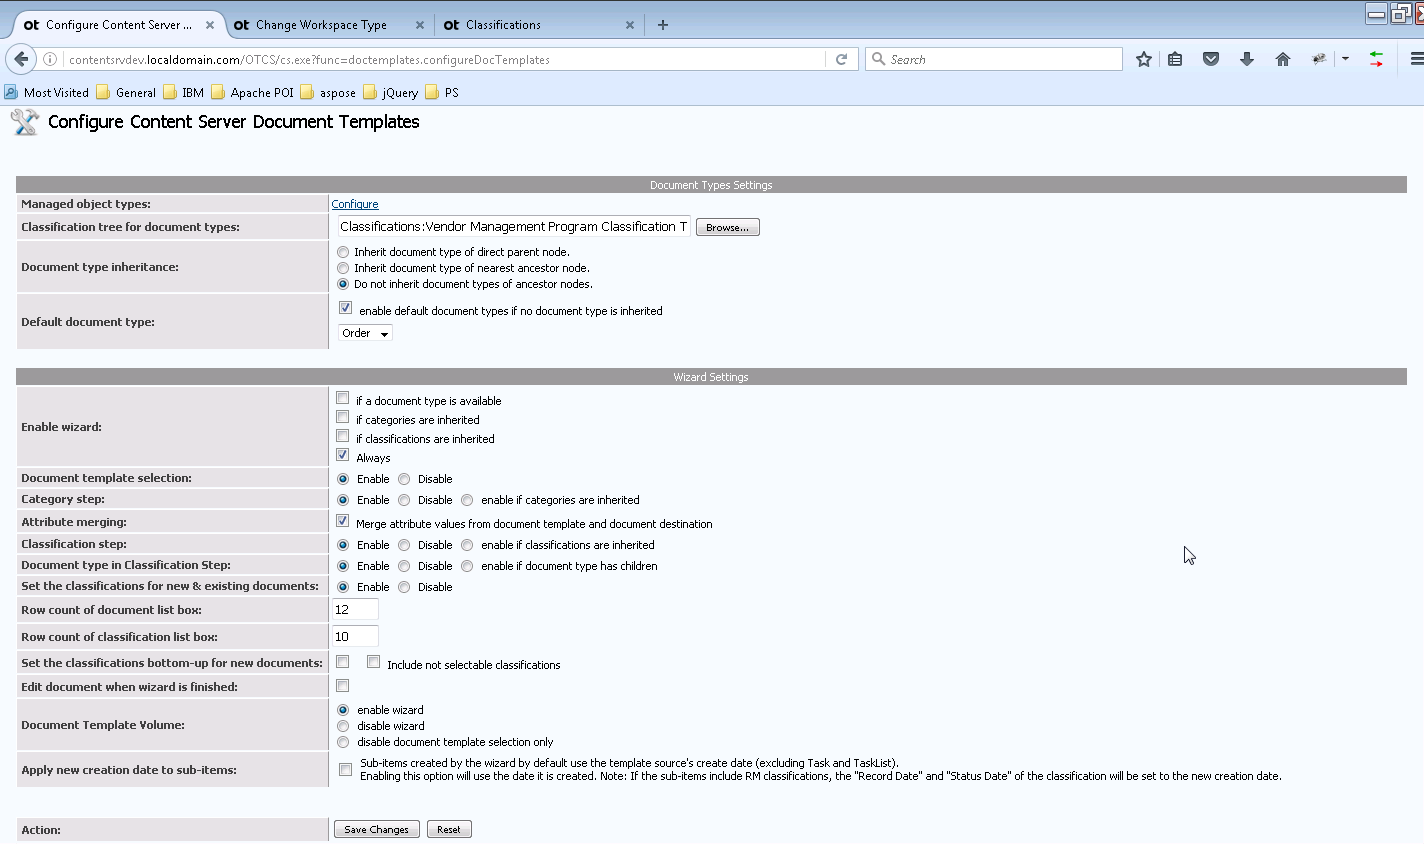 ot Configure Content Server ... × ot Change Workspace Type × ot Classifications × +
contentsrvdev.localdomain.com/OTCS/cs.exe?func=doctemplates.configureDocTemplates Search
Most Visited General IBM Apache POI aspose jQuery PS
Configure Content Server Document Templates
Document Types Settings
Managed object types: Configure
Classification tree for document types: Classifications:Vendor Management Program Classification T Browse...
Document type inheritance:
Inherit document type of direct parent node.
Inherit document type of nearest ancestor node.
Do not inherit document types of ancestor nodes.
Default document type:
enable default document types if no document type is inherited
Order
Wizard Settings
Enable wizard:
if a document type is available
if categories are inherited
if classifications are inherited
Always
Document template selection: Enable Disable
Category step: Enable Disable enable if categories are inherited
Attribute merging: Merge attribute values from document template and document destination
Classification step: Enable Disable enable if classifications are inherited
Document type in Classification Step: Enable Disable enable if document type has children
Set the classifications for new & existing documents: Enable Disable
Row count of document list box: 12
Row count of classification list box: 10
Set the classifications bottom-up for new documents: Include not selectable classifications
Edit document when wizard is finished:
Document Template Volume:
enable wizard
disable wizard
disable document template selection only
Apply new creation date to sub-items:
Sub-items created by the wizard by default use the template source's create date (excluding Task and TaskList).
Enabling this option will use the date it is created. Note: If the sub-items include RM classifications, the "Record Date" and "Status Date" of the classification will be set to the new creation date.
Action: Save Changes Reset